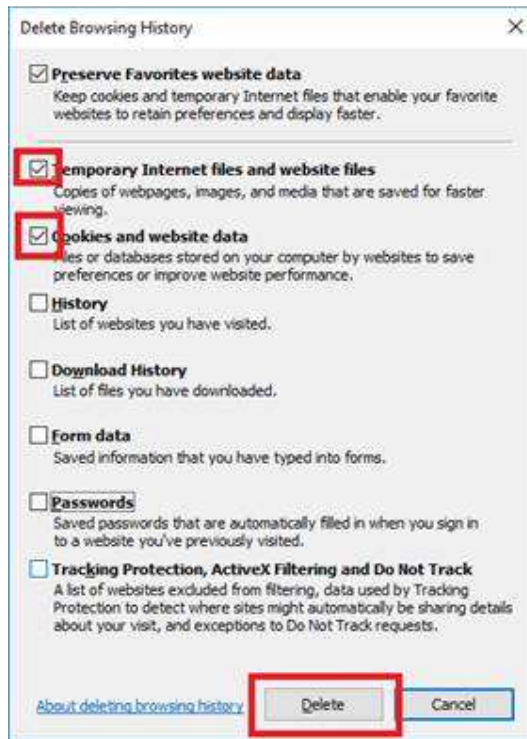 Delete Browsing History
Preserve Favorites website data
Keep cookies and temporary Internet files that enable your favorite
websites to retain preferences and display faster.
Temporary Internet files and website files
Copies of webpages, images, and media that are saved for faster
viewing.
Cookies and website data
Files or databases stored on your computer by websites to save
preferences or improve website performance.
History
List of websites you have visited.
Download History
List of files you have downloaded.
Form data
Saved information that you have typed into forms.
Passwords
Saved passwords that are automatically filled in when you sign in
to a website you've previously visited.
Tracking Protection, ActiveX Filtering and Do Not Track
A list of websites excluded from filtering, data used by Tracking
Protection to detect where sites might automatically be sharing details
about your visit, and exceptions to Do Not Track requests.
About deleting browsing history Delete Cancel